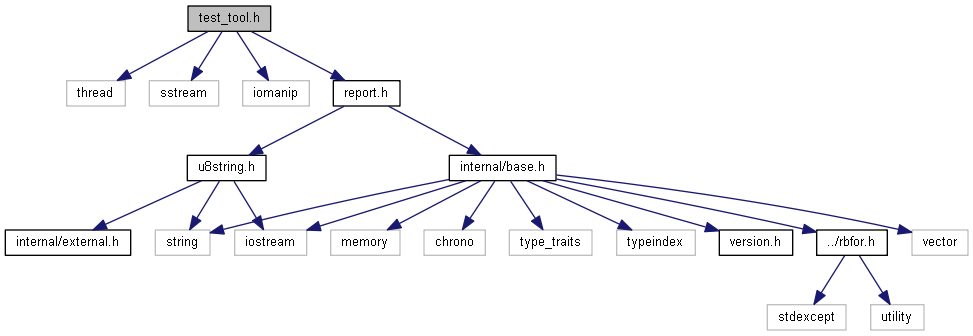 test_tool.h
thread
sstream
iomanip
report.h
u8string.h
internal/base.h
internal/external.h
string
iostream
memory
chrono
type_traits
typeindex
version.h
../rbfor.h
vector
stdexcept
utility